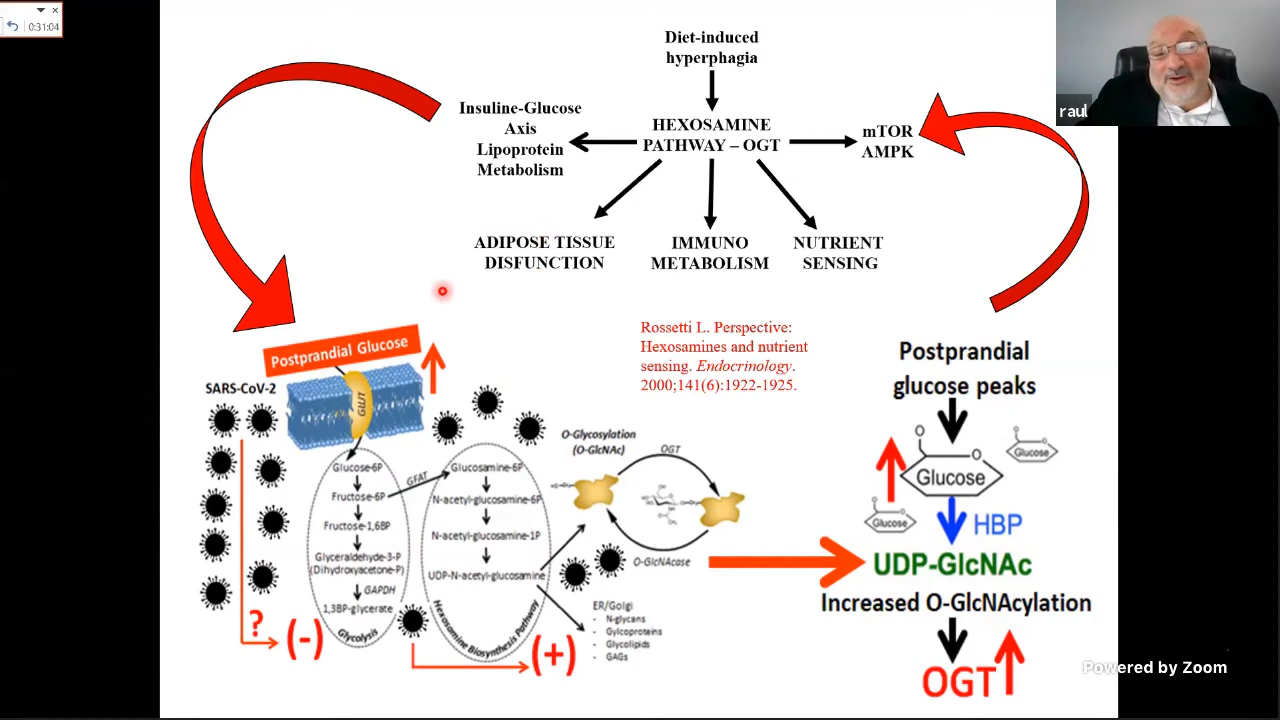 0:31:04
Diet-induced
hyperphagia
Insuline-Glucose
Axis
Lipoprotein
Metabolism
HEXOSAMINE
PATHWAY – OGT
mTOR
AMPK
raul
ADIPOSE TISSUE
DISFUNCTION
IMMUNO
METABOLISM
NUTRIENT
SENSING
Rossetti L. Perspective:
Hexosamines and nutrient
sensing. Endocrinology.
2000;141(6):1922-1925.
Postprandial Glucose
SARS-CoV-2
GLUT
Glucose-6P
Fructose-6P
Fructose-1,6BP
Glyceraldehyde-3-P
(Dihydroxyacetone-P)
GAPDH
1,3BP-glycerate
Glycolysis
GFAT
Glucosamine-6P
N-acetyl-glucosamine-6P
N-acetyl-glucosamine-1P
UDP-N-acetyl-glucosamine
Hexosamine Biosynthesis Pathway
O-Glycosylation
(O-GlcNAc)
OGT
O-GlcNAcase
ER/Golgi
- N-glycans
- Gylcoproteins
- Glycolipids
- GAGs
?
(-)
(+)
Postprandial
glucose peaks
Glucose
Glucose
Glucose
HBP
UDP-GlcNAc
Increased O-GlcNAcylation
OGT
Powered by Zoom